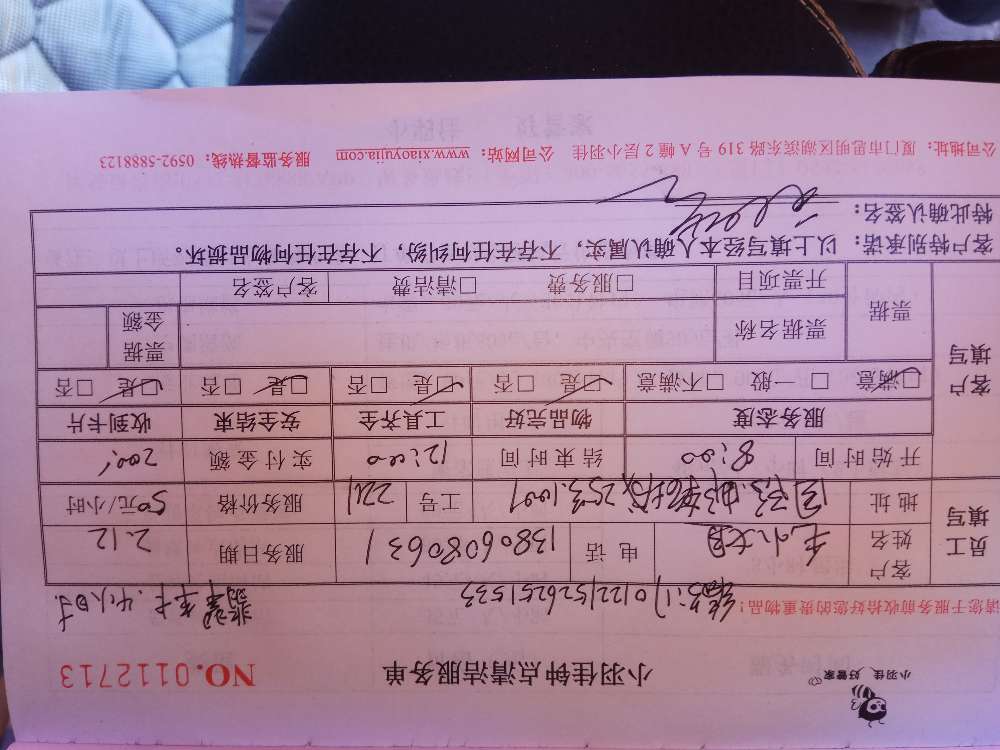 小羽佳 好管家
小羽佳钟点清洁服务单
NO.0112713
请您于服务前收拾好您的贵重物品!
01221526251533
员工填写
客户姓名
电 话 13806080631 服务日期 2.12
地 址 253.1097 工号 221 服务价格 50元/小时
开始时间 8:00 结束时间 12:00 实付金额 200.
客户填写
服务态度 物品完好 工具齐全 安全结束 收到卡片
☑满意 □一般 □不满意 ☑是 □否 ☑是 □否 ☑是 □否 ☑是 □否
票据 票据名称 票据金额
开票项目 □服务费 □清洁费 客户签名
客户特别承诺:以上填写经本人确认属实,不存在任何纠纷,不存在任何物品损坏。
特此确认签名:
公司地址:厦门市思明区湖滨东路 319 号 A 幢 2 层小羽佳 公司网站:www.xiaoyujia.com 服务监督热线:0592-5888123